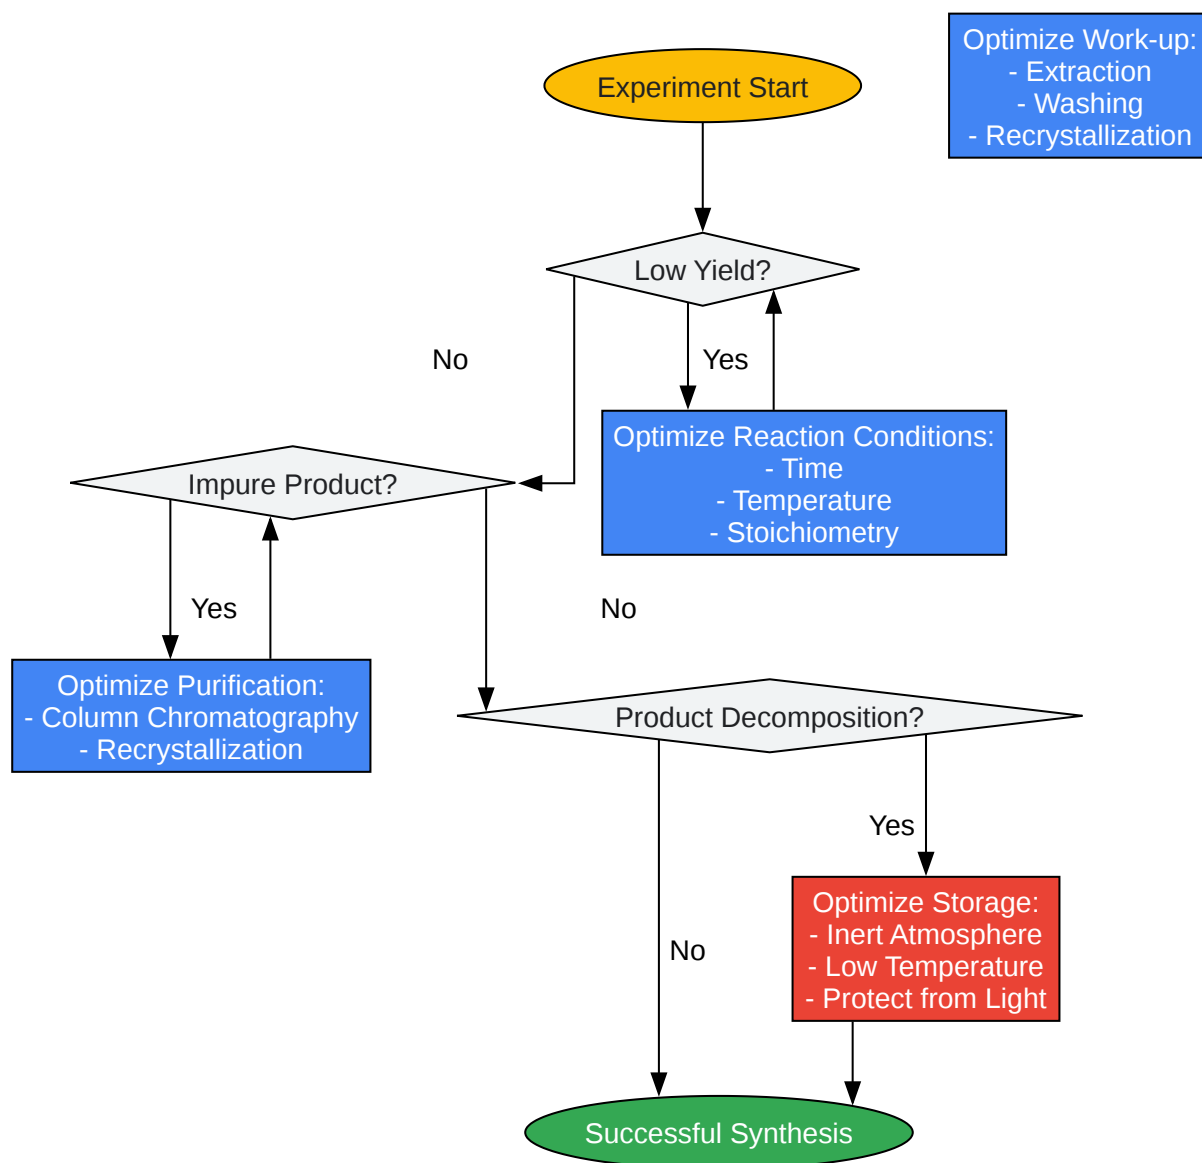 Optimize Work-up:
- Extraction
- Washing
- Recrystallization
Experiment Start
Low Yield?
No
Yes
Optimize Reaction Conditions:
- Time
- Temperature
- Stoichiometry
Impure Product?
Yes
No
Optimize Purification:
- Column Chromatography
- Recrystallization
Product Decomposition?
Yes
Optimize Storage:
- Inert Atmosphere
- Low Temperature
- Protect from Light
No
Successful Synthesis